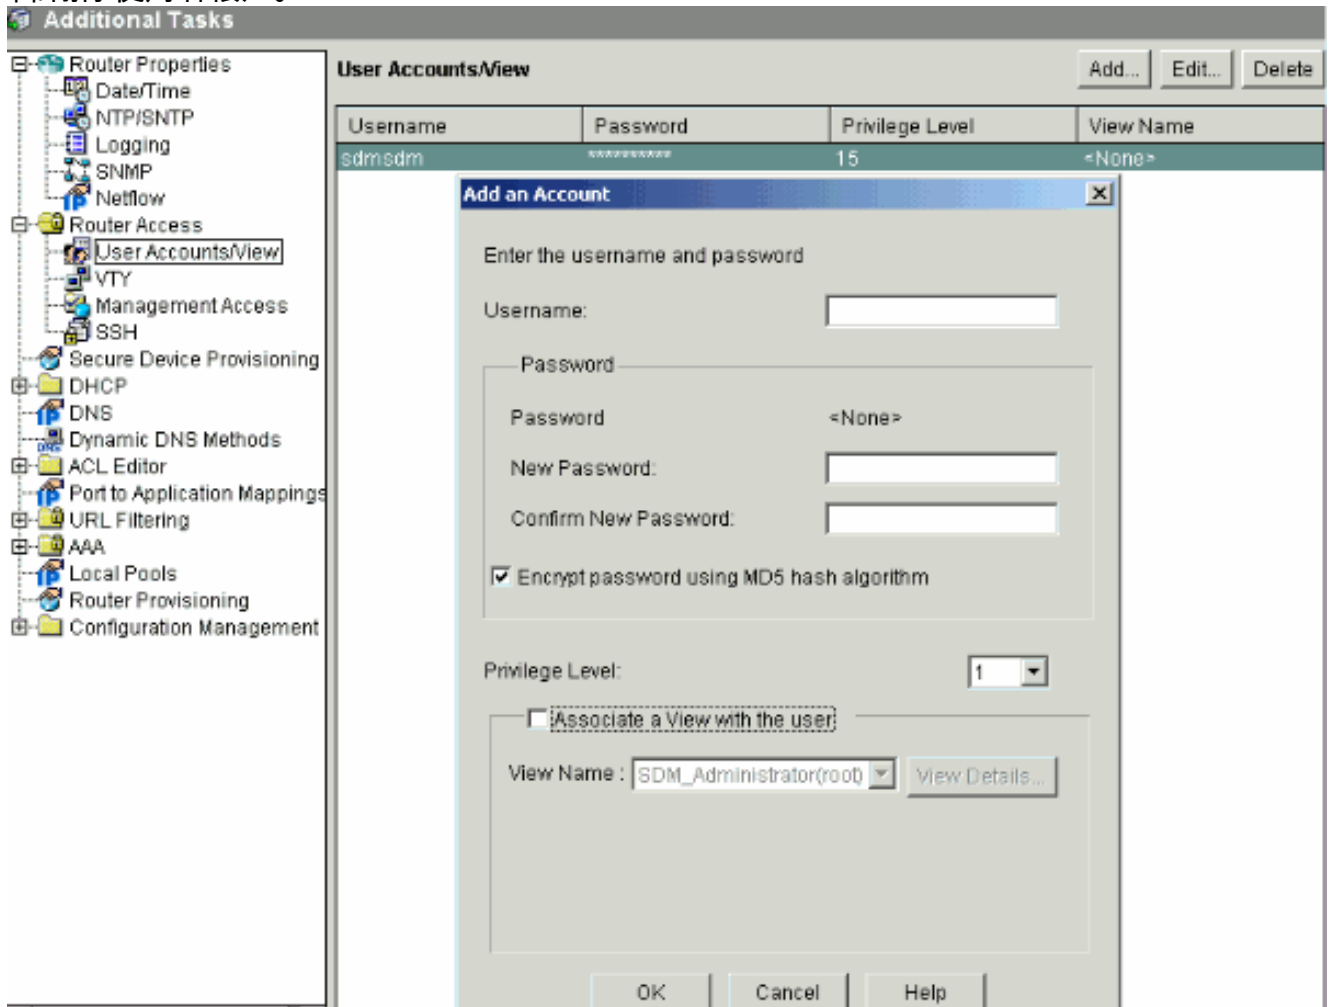 Additional Tasks
Router Properties
Date/Time
NTP/SNTP
Logging
SNMP
Netflow
Router Access
User Accounts/View
VTY
Management Access
SSH
Secure Device Provisioning
DHCP
DNS
Dynamic DNS Methods
ACL Editor
Port to Application Mappings
URL Filtering
AAA
Local Pools
Router Provisioning
Configuration Management
User Accounts/View
Add... Edit... Delete
Username Password Privilege Level View Name
sdmsdm ********** 15 <None>
Add an Account
Enter the username and password
Username:
Password
Password <None>
New Password:
Confirm New Password:
Encrypt password using MD5 hash algorithm
Privilege Level: 1
Associate a View with the user
View Name : SDM_Administrator(root) View Details...
OK Cancel Help